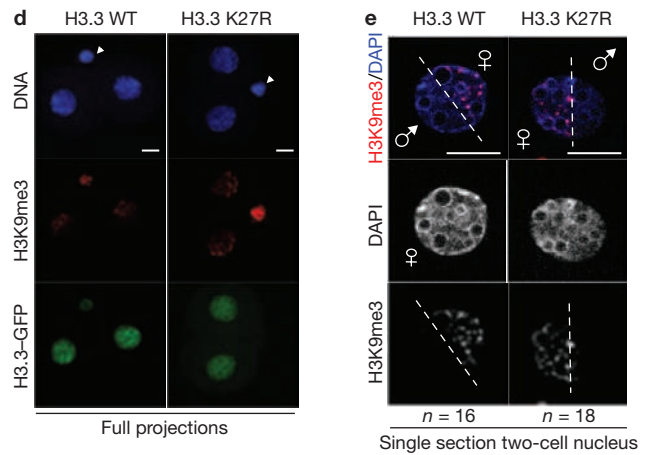 d
H3.3 WT
H3.3 K27R
DNA
H3K9me3
H3.3–GFP
Full projections
e
H3.3 WT
H3.3 K27R
H3K9me3/DAPI
♀
♂
♂
♀
DAPI
♀
H3K9me3
n = 16
n = 18
Single section two-cell nucleus